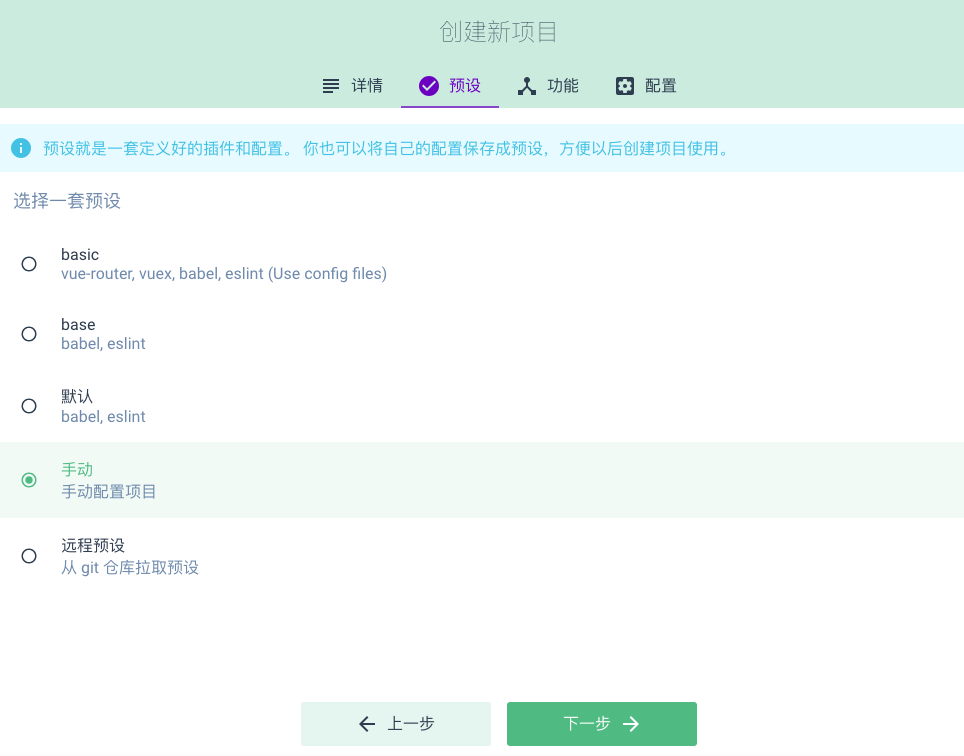 创建新项目
详情 预设 功能 配置
预设就是一套定义好的插件和配置。 你也可以将自己的配置保存成预设，方便以后创建项目使用。
选择一套预设
basic
vue-router, vuex, babel, eslint (Use config files)
base
babel, eslint
默认
babel, eslint
手动
手动配置项目
远程预设
从 git 仓库拉取预设
上一步 下一步